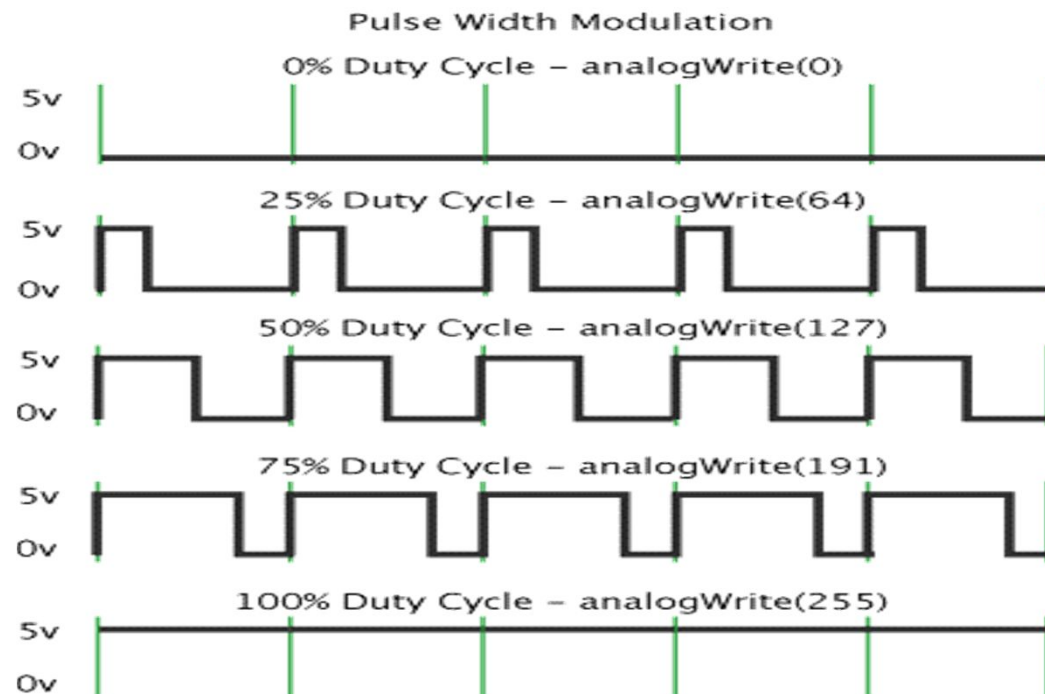 Pulse Width Modulation
0% Duty Cycle – analogWrite(0)
5v
0v
25% Duty Cycle – analogWrite(64)
5v
0v
50% Duty Cycle – analogWrite(127)
5v
0v
75% Duty Cycle – analogWrite(191)
5v
0v
100% Duty Cycle – analogWrite(255)
5v
0v